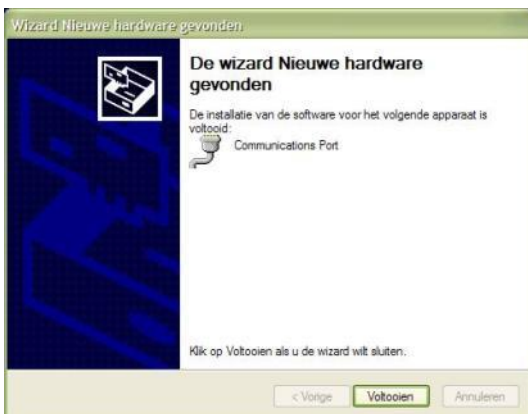 Wizard Nieuwe hardware gevonden
De wizard Nieuwe hardware
gevonden
De installatie van de software voor het volgende apparaat is
voltooid:
Communications Port
Klik op Voltooien als u de wizard wilt sluiten.
< Vorige Voltooien Annuleren